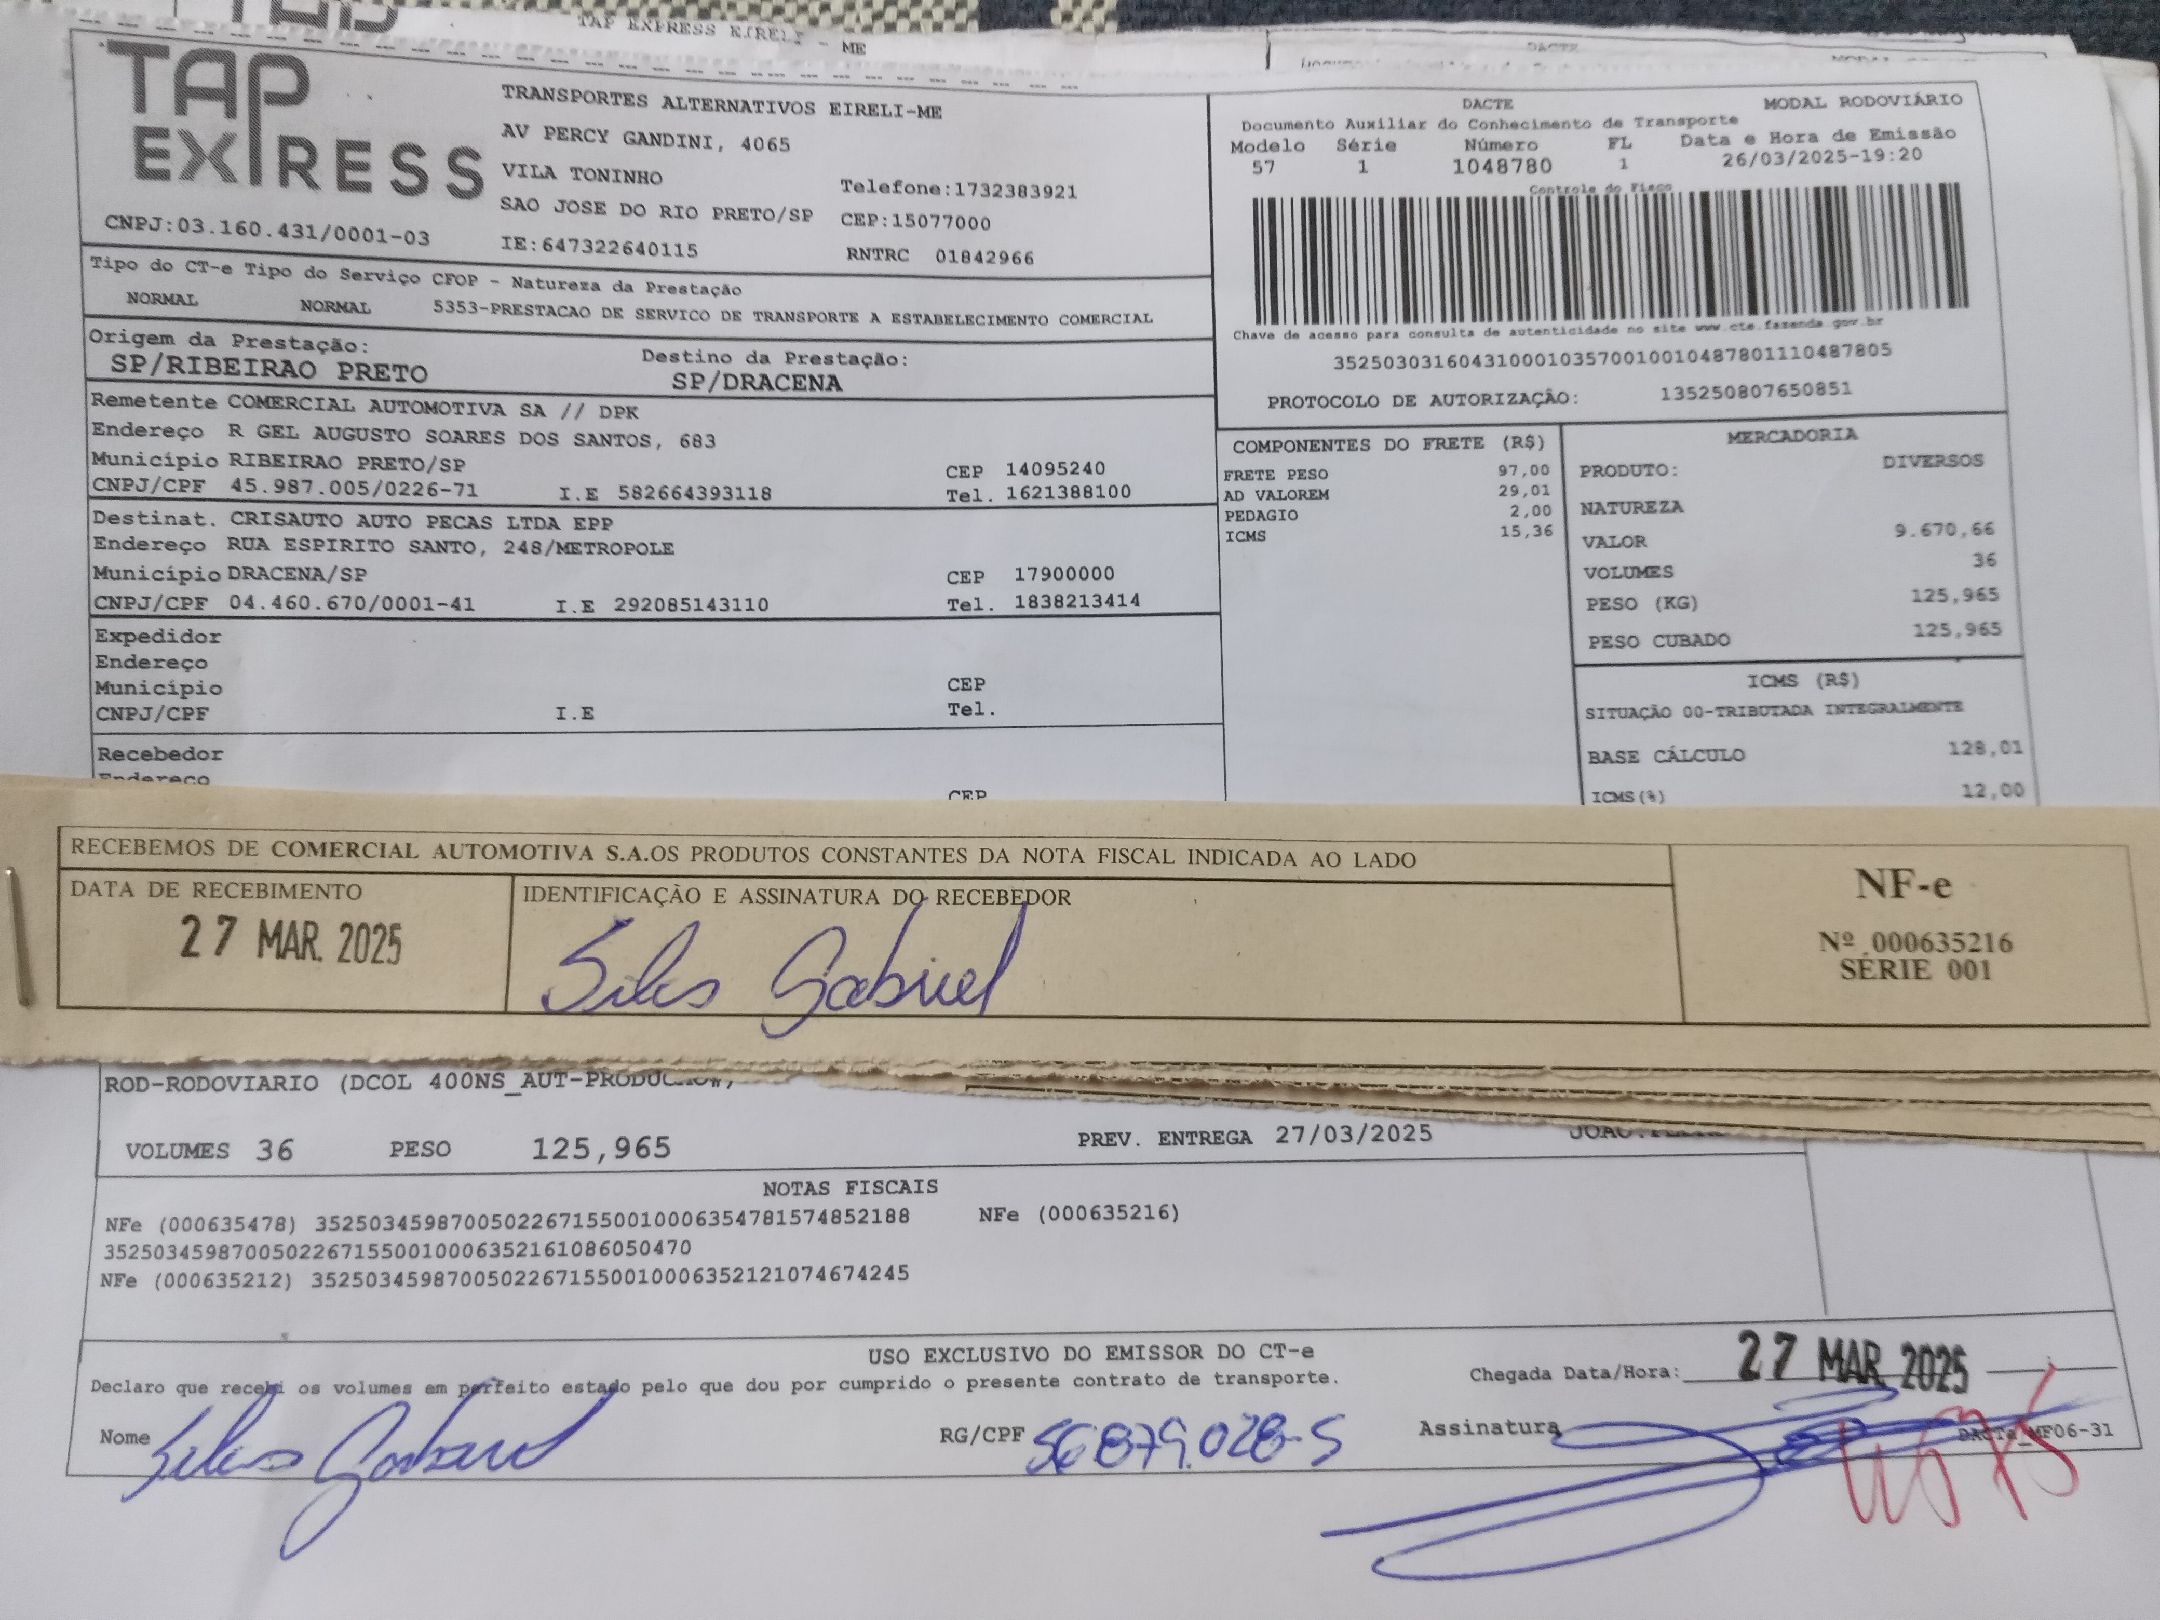 TAP EXPRESS EIRELI - ME
DACTE
TAP EXPRESS
CNPJ:03.160.431/0001-03
TRANSPORTES ALTERNATIVOS EIRELI-ME
AV PERCY GANDINI, 4065
VILA TONINHO
Telefone:1732383921
SAO JOSE DO RIO PRETO/SP CEP:15077000
IE:647322640115 RNTRC 01842966
DACTE MODAL RODOVIÁRIO
Documento Auxiliar do Conhecimento de Transporte
Modelo Série Número FL Data e Hora de Emissão
57 1 1048780 1 26/03/2025-19:20
Controle do Fisco
Chave de acesso para consulta de autenticidade no site www.cte.fazenda.gov.br
35250303160431000103570010010487801110487805
PROTOCOLO DE AUTORIZAÇÃO: 135250807650851
Tipo do CT-e Tipo do Serviço CFOP - Natureza da Prestação
NORMAL NORMAL 5353-PRESTACAO DE SERVICO DE TRANSPORTE A ESTABELECIMENTO COMERCIAL
Origem da Prestação: Destino da Prestação:
SP/RIBEIRAO PRETO SP/DRACENA
Remetente COMERCIAL AUTOMOTIVA SA // DPK
Endereço R GEL AUGUSTO SOARES DOS SANTOS, 683
Município RIBEIRAO PRETO/SP CEP 14095240
CNPJ/CPF 45.987.005/0226-71 I.E 582664393118 Tel. 1621388100
Destinat. CRISAUTO AUTO PECAS LTDA EPP
Endereço RUA ESPIRITO SANTO, 248/METROPOLE
Município DRACENA/SP CEP 17900000
CNPJ/CPF 04.460.670/0001-41 I.E 292085143110 Tel. 1838213414
Expedidor
Endereço
Município CEP
CNPJ/CPF I.E Tel.
Recebedor
Endereço
CEP
COMPONENTES DO FRETE (R$)
FRETE PESO 97,00
AD VALOREM 29,01
PEDAGIO 2,00
ICMS 15,36
MERCADORIA
PRODUTO: DIVERSOS
NATUREZA
VALOR 9.670,66
VOLUMES 36
PESO (KG) 125,965
PESO CUBADO 125,965
ICMS (R$)
SITUAÇÃO 00-TRIBUTADA INTEGRALMENTE
BASE CÁLCULO 128,01
ICMS(%) 12,00
RECEBEMOS DE COMERCIAL AUTOMOTIVA S.A.OS PRODUTOS CONSTANTES DA NOTA FISCAL INDICADA AO LADO
DATA DE RECEBIMENTO
27 MAR. 2025
IDENTIFICAÇÃO E ASSINATURA DO RECEBEDOR
Silas Gabriel
NF-e
Nº 000635216
SÉRIE 001
ROD-RODOVIARIO (DCOL 400NS_AUT-PRODUCAOW)
VOLUMES 36 PESO 125,965 PREV. ENTREGA 27/03/2025
NOTAS FISCAIS
NFe (000635478) 35250345987005022671550010006354781574852188 NFe (000635216)
35250345987005022671550010006352161086050470
NFe (000635212) 35250345987005022671550010006352121074674245
USO EXCLUSIVO DO EMISSOR DO CT-e
Declaro que recebi os volumes em perfeito estado pelo que dou por cumprido o presente contrato de transporte.
Chegada Data/Hora: 27 MAR 2025
Nome Silas Gabriel RG/CPF 56879.028-5 Assinatura
DACTe_MF06-31